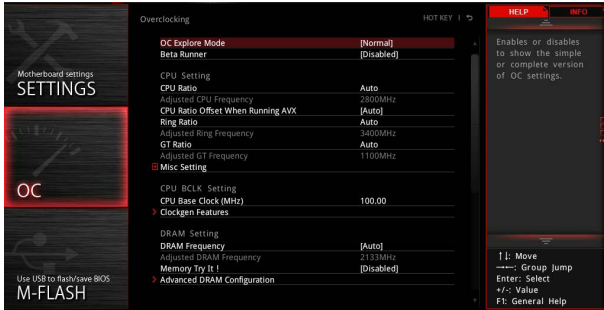 Overclocking
HOT KEY
HELP
INFO
OC Explore Mode [Normal]
Beta Runner [Disabled]
CPU Setting
CPU Ratio Auto
Adjusted CPU Frequency 2800MHz
CPU Ratio Offset When Running AVX [Auto]
Ring Ratio Auto
Adjusted Ring Frequency 3400MHz
GT Ratio Auto
Adjusted GT Frequency 1100MHz
Misc Setting
CPU BCLK Setting
CPU Base Clock (MHz) 100.00
Clockgen Features
DRAM Setting
DRAM Frequency [Auto]
Adjusted DRAM Frequency 2133MHz
Memory Try It ! [Disabled]
Advanced DRAM Configuration
Motherboard settings
SETTINGS
OC
Use USB to flash/save BIOS
M-FLASH
Enables or disables
to show the simple
or complete version
of OC settings.
↑↓: Move
→←: Group Jump
Enter: Select
+/-: Value
F1: General Help